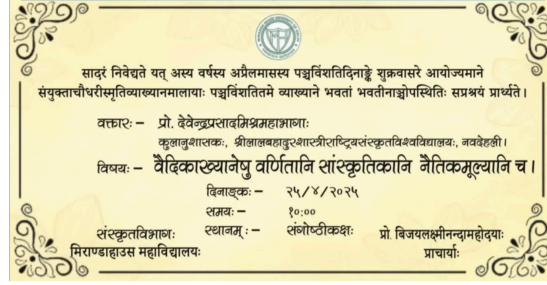 सादरं निवेद्यते यत् अस्य वर्षस्य अप्रैलमासस्य पञ्चविंशतिदिनाङ्के शुक्रवासरे आयोज्यमाने
संयुक्ताचौधरीस्मृतिव्याख्यानमालायाः पञ्चविंशतितमे व्याख्याने भवतां भवतीनाञ्चोपस्थितिः सप्रश्रयं प्रार्थ्यते।
वक्तारः – प्रो. देवेन्द्रप्रसादमिश्रमहाभागाः
कुलानुशासकः, श्रीलालबहादुरशास्त्रीराष्ट्रियसंस्कृतविश्वविद्यालयः, नवदेहली।
विषयः – वैदिकाख्यानेषु वर्णितानि सांस्कृतिकानि नैतिकमूल्यानि च।
दिनाङ्कः – २५/४/२०२५
समयः – १०:००
स्थानम् : – संगोष्ठीकक्षः
संस्कृतविभागः
मिराण्डाहाउस महाविद्यालयः
प्रो. बिजयलक्ष्मीनन्दामहोदयाः
प्राचार्याः